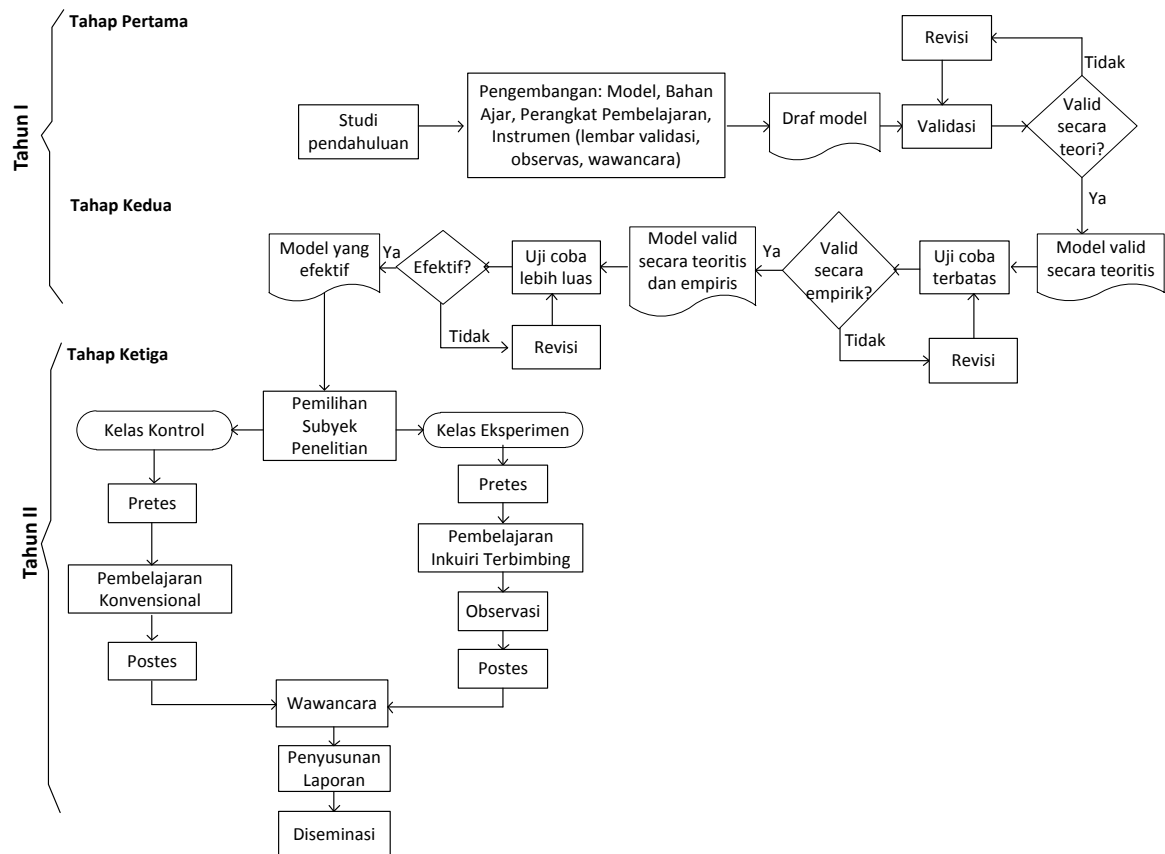 Tahun I
Tahap Pertama
Studi
pendahuluan
Pengembangan: Model, Bahan
Ajar, Perangkat Pembelajaran,
Instrumen (lembar validasi,
observas, wawancara)
Draf model
Validasi
Revisi
Tidak
Valid
secara
teori?
Ya
Tahap Kedua
Model valid
secara teoritis
Uji coba
terbatas
Valid
secara
empirik?
Tidak
Revisi
Ya
Model valid
secara teoritis
dan empiris
Uji coba
lebih luas
Efektif?
Tidak
Revisi
Ya
Model yang
efektif
Tahun II
Tahap Ketiga
Pemilihan
Subyek
Penelitian
Kelas Kontrol
Pretes
Pembelajaran
Konvensional
Postes
Kelas Eksperimen
Pretes
Pembelajaran
Inkuiri Terbimbing
Observasi
Postes
Wawancara
Penyusunan
Laporan
Diseminasi